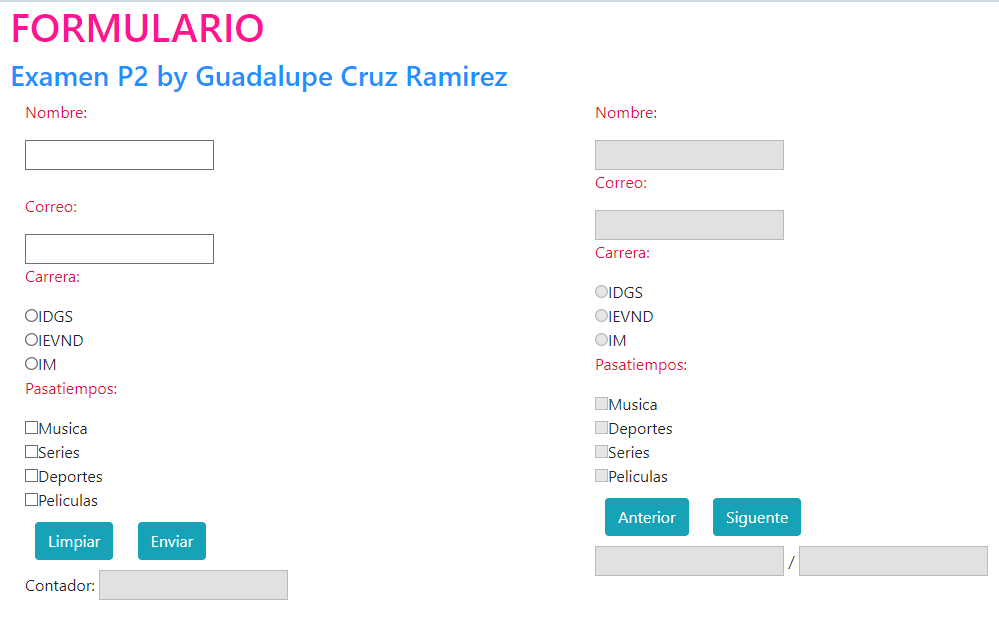 FORMULARIO
Examen P2 by Guadalupe Cruz Ramirez
Nombre:
Correo:
Carrera:
IDGS
IEVND
IM
Pasatiempos:
Musica
Series
Deportes
Peliculas
Limpiar Enviar
Contador:
Nombre:
Correo:
Carrera:
IDGS
IEVND
IM
Pasatiempos:
Musica
Deportes
Series
Peliculas
Anterior Siguente
/